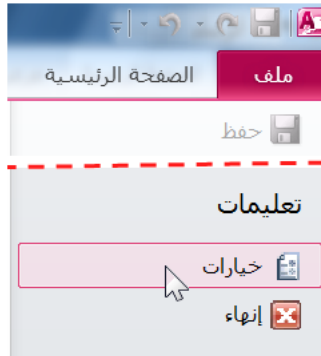 ملف الصفحة الرئيسية
حفظ
تعليمات
خيارات
إنهاء